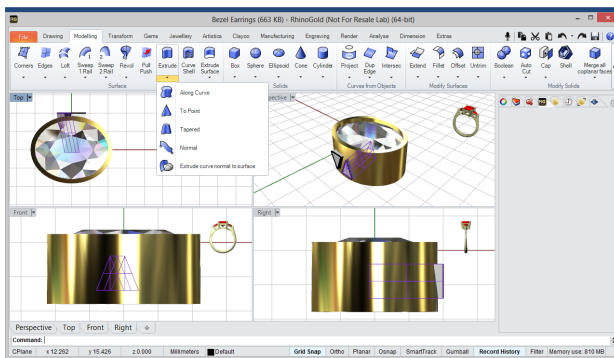 Bezel Earrings (663 KB) - RhinoGold (Not For Resale Lab) (64-bit)
File Drawing Modelling Transform Gems Jewellery Artistics Clayoo Manufacturing Engraving Render Analyse Dimension Extras
Corners Edges Loft Sweep 1 Rail Sweep 2 Rail Revol Pull Push Extrude Curve Shell Extrude Surface Box Sphere Ellipsoid Cone Cylinder Project Dup Edge Intersec Extend Fillet Offset Untrim Boolean Auto Cut Cap Shell Merge all coplanar faces
Surface Solids Curves from Objects Modify Surfaces Modify Solids
Top
Along Curve
To Point
Tapered
Normal
Extrude curve normal to surface
Front Right
Perspective Top Front Right
Command:
CPlane x 12.262 y 15.426 z 0.000 Millimeters Default Grid Snap Ortho Planar Osnap SmartTrack Gumball Record History Filter Memory use: 810 MB